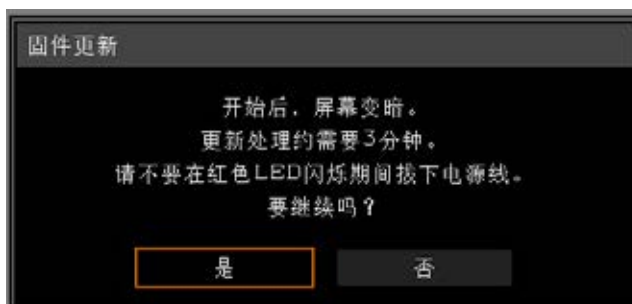 固件更新
开始后，屏幕变暗。
更新处理约需要3分钟。
请不要在红色LED闪烁期间拔下电源线。
要继续吗？
是
否